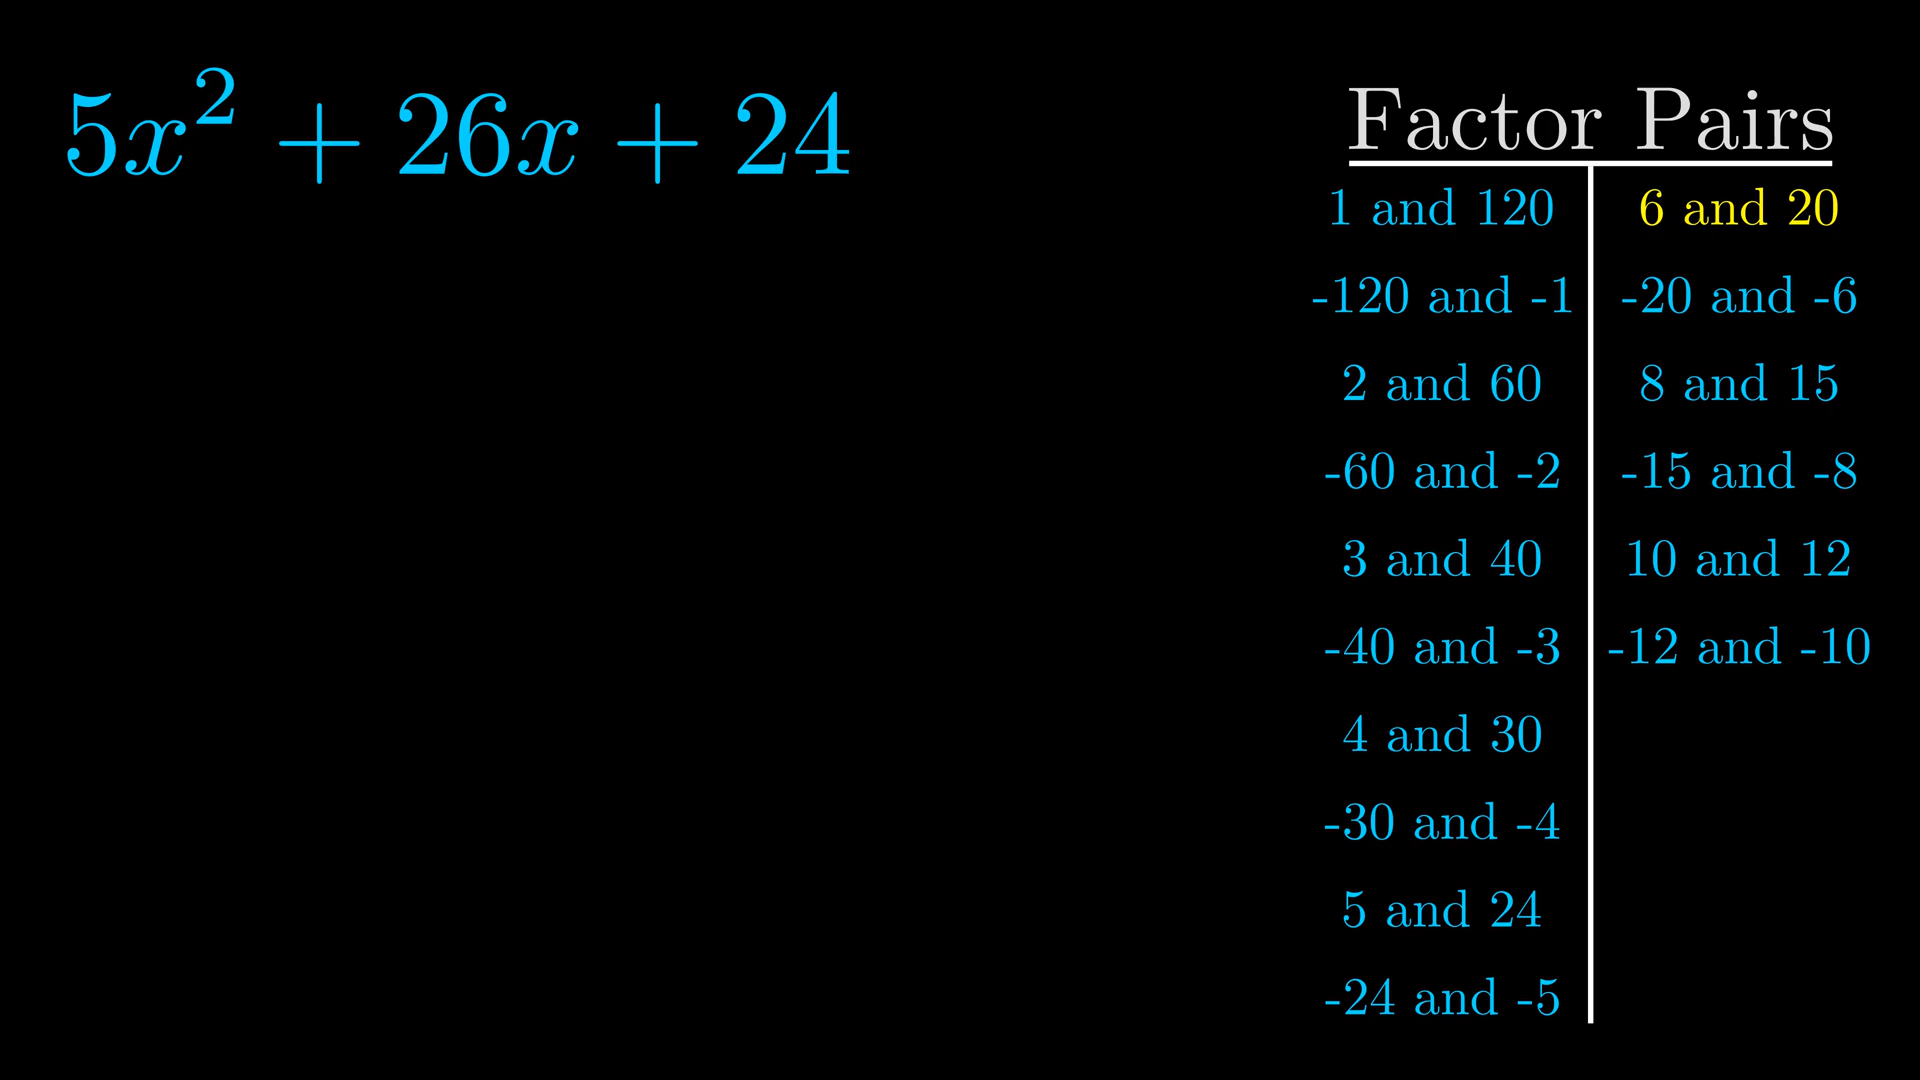 5x² + 26x + 24
Factor Pairs
1 and 120
-120 and -1
2 and 60
-60 and -2
3 and 40
-40 and -3
4 and 30
-30 and -4
5 and 24
-24 and -5
6 and 20
-20 and -6
8 and 15
-15 and -8
10 and 12
-12 and -10